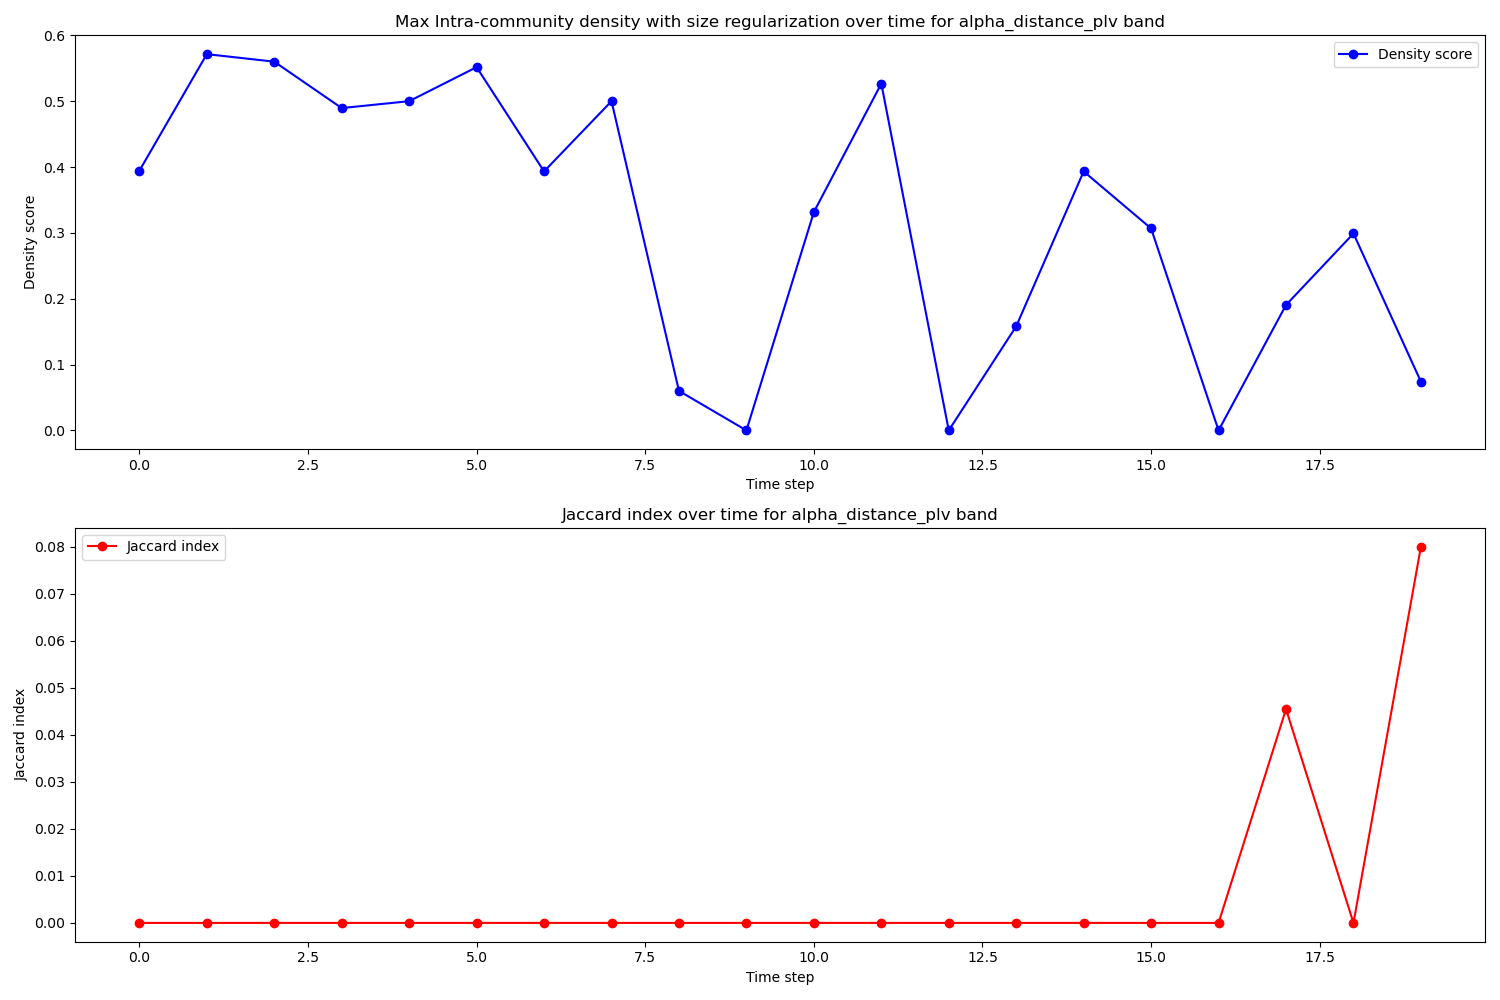 Max Intra-community density with size regularization over time for alpha_distance_plv band
Density score
0.6
0.5
0.4
0.3
0.2
0.1
0.0
Density score
0.0 2.5 5.0 7.5 10.0 12.5 15.0 17.5
Time step
Jaccard index over time for alpha_distance_plv band
Jaccard index
0.08
0.07
0.06
0.05
0.04
0.03
0.02
0.01
0.00
Jaccard index
0.0 2.5 5.0 7.5 10.0 12.5 15.0 17.5
Time step